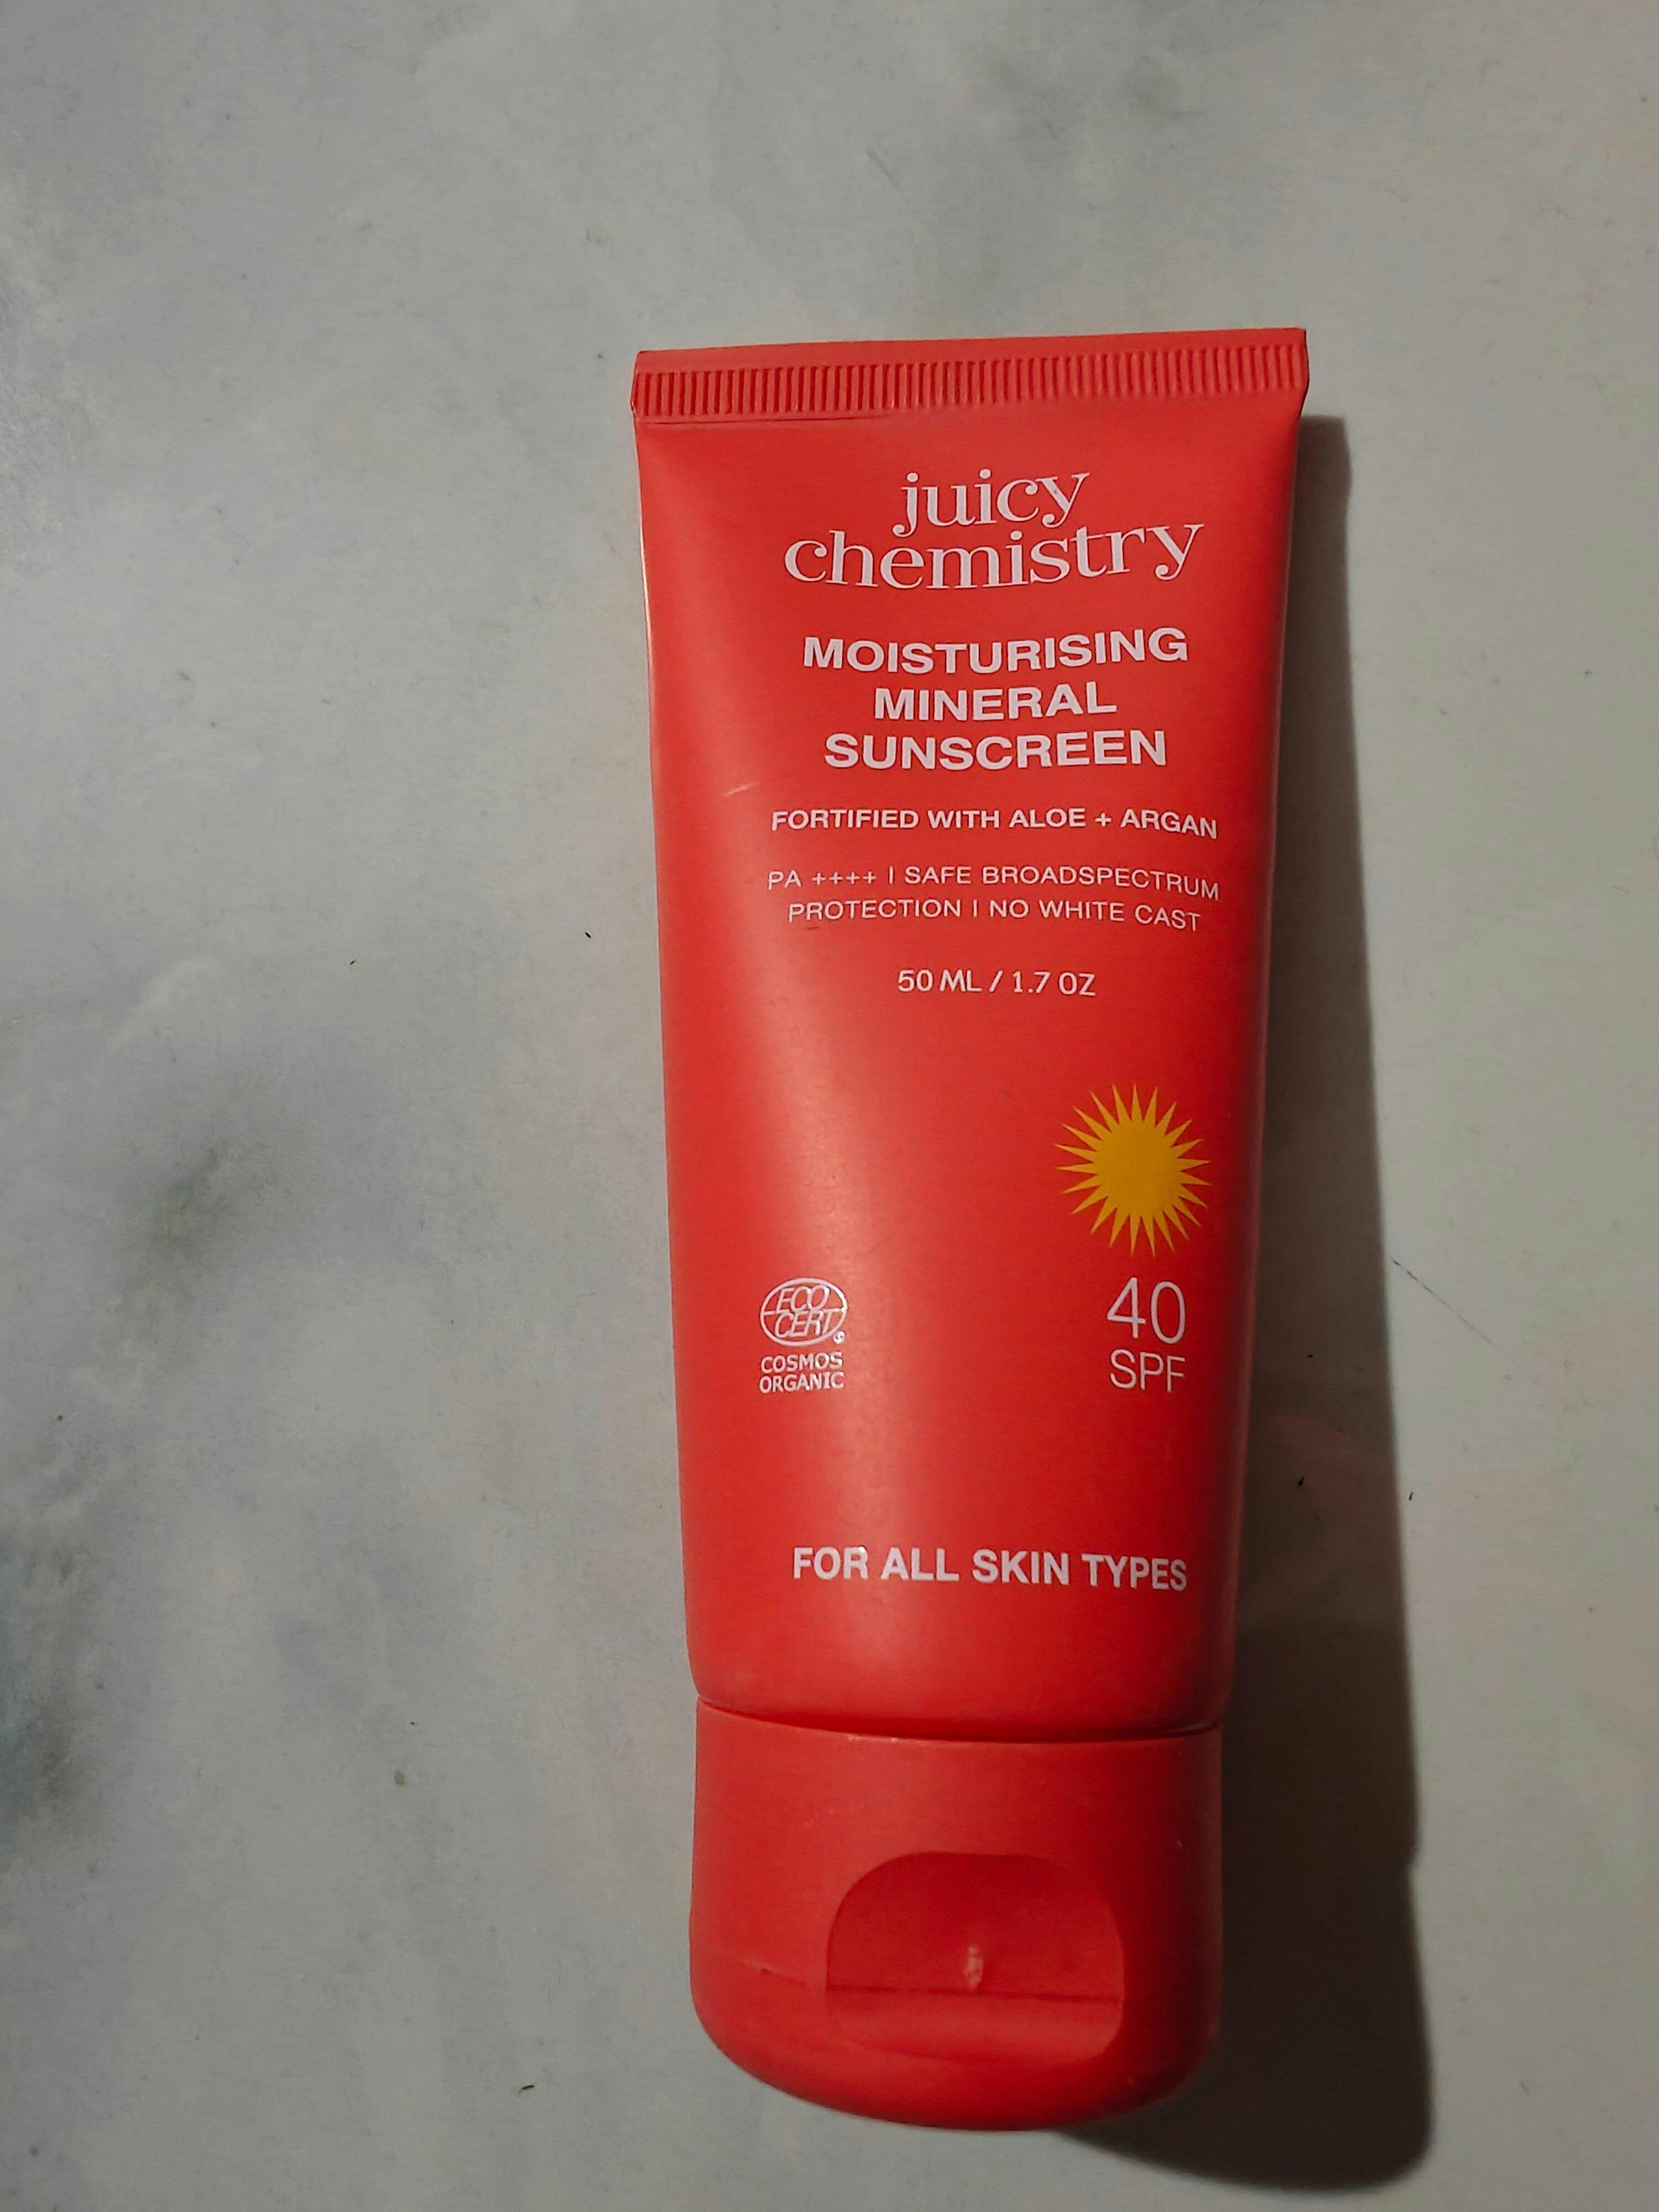 juicy
chemistry
MOISTURISING
MINERAL
SUNSCREEN
FORTIFIED WITH ALOE + ARGAN
PA ++++ | SAFE BROADSPECTRUM
PROTECTION | NO WHITE CAST
50 ML / 1.7 OZ
ECO
CERT
COSMOS
ORGANIC
40
SPF
FOR ALL SKIN TYPES